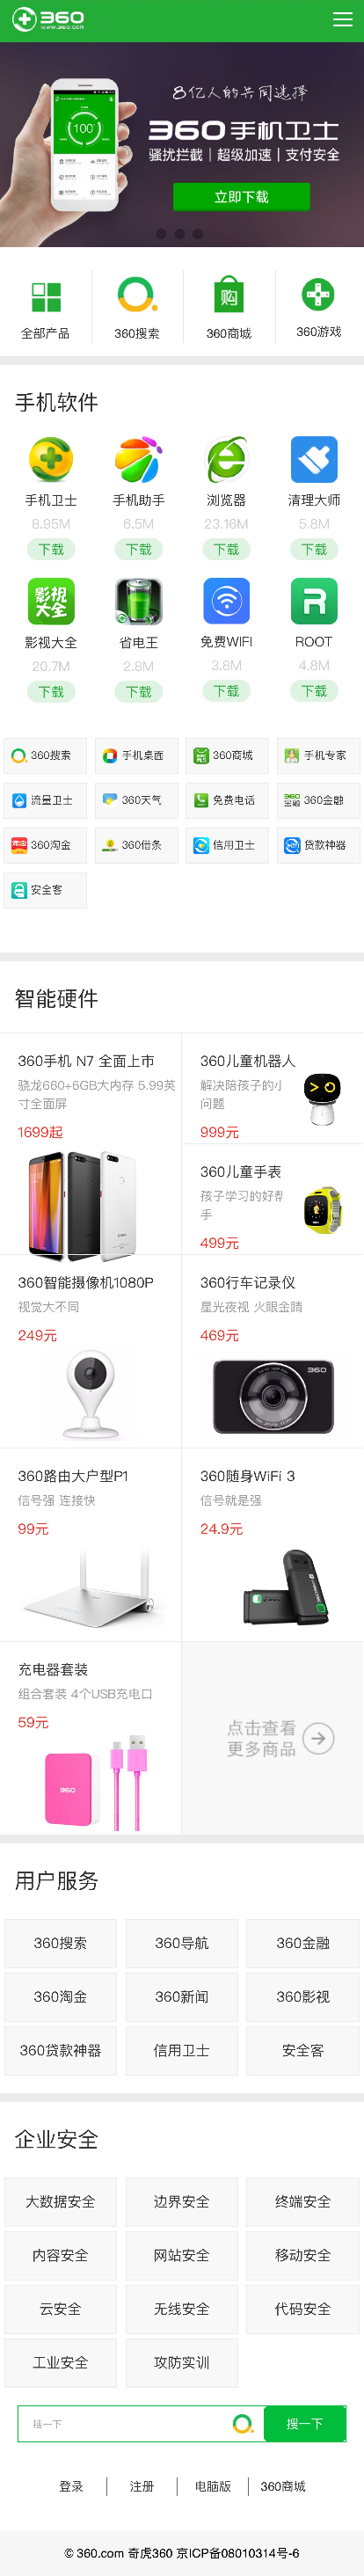 360
www.360.com
8亿人的共同选择
360手机卫士
骚扰拦截 | 超级加速 | 支付安全
立即下载
100
购
全部产品
360搜索
360商城
360游戏
手机软件
手机卫士
手机助手
浏览器
清理大师
8.95M
6.5M
23.16M
5.8M
下载
下载
下载
下载
影视大全
影视大全
省电王
免费WIFI
ROOT
20.7M
2.8M
3.8M
4.8M
下载
下载
下载
下载
360搜索
手机桌面
360商城
手机专家
流量卫士
360天气
免费电话
360金融
360淘金
360借条
信用卫士
贷款神器
安全客
智能硬件
360手机 N7 全面上市
骁龙660+6GB大内存 5.99英
寸全面屏
1699起
360儿童机器人
解决陪孩子的小
问题
999元
360儿童手表
孩子学习的好帮
手
499元
360智能摄像机1080P
视觉大不同
249元
360行车记录仪
星光夜视 火眼金睛
469元
360
360路由大户型P1
信号强 连接快
99元
360随身WiFi 3
信号就是强
24.9元
充电器套装
组合套装 4个USB充电口
59元
360
点击查看
更多商品
用户服务
360搜索
360导航
360金融
360淘金
360新闻
360影视
360贷款神器
信用卫士
安全客
企业安全
大数据安全
边界安全
终端安全
内容安全
网站安全
移动安全
云安全
无线安全
代码安全
工业安全
攻防实训
搜一下
搜一下
登录
注册
电脑版
360商城
© 360.com 奇虎360 京ICP备08010314号-6